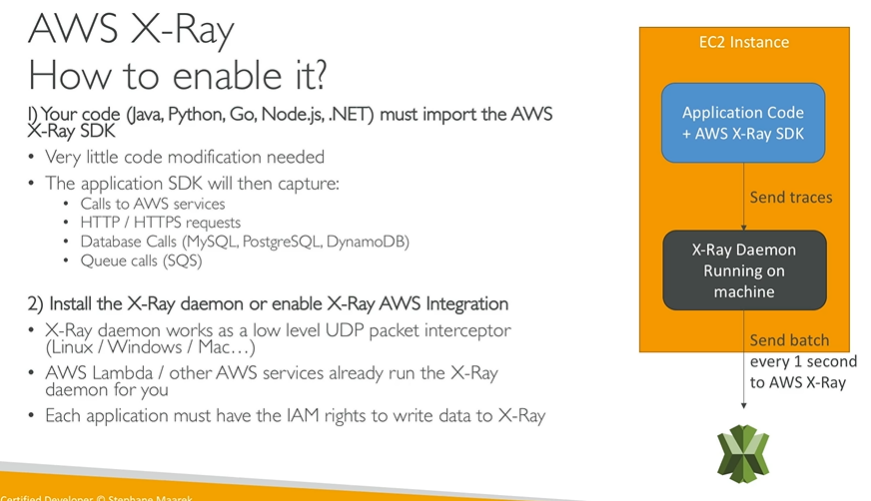 AWS X-Ray
How to enable it?
1) Your code (Java, Python, Go, Node.js, .NET) must import the AWS
X-Ray SDK
• Very little code modification needed
• The application SDK will then capture:
• Calls to AWS services
• HTTP / HTTPS requests
• Database Calls (MySQL, PostgreSQL, DynamoDB)
• Queue calls (SQS)
2) Install the X-Ray daemon or enable X-Ray AWS Integration
• X-Ray daemon works as a low level UDP packet interceptor
(Linux / Windows / Mac…)
• AWS Lambda / other AWS services already run the X-Ray
daemon for you
• Each application must have the IAM rights to write data to X-Ray
EC2 Instance
Application Code
+ AWS X-Ray SDK
Send traces
X-Ray Daemon
Running on
machine
Send batch
every 1 second
to AWS X-Ray
Certified Developer © Stephane Maarek